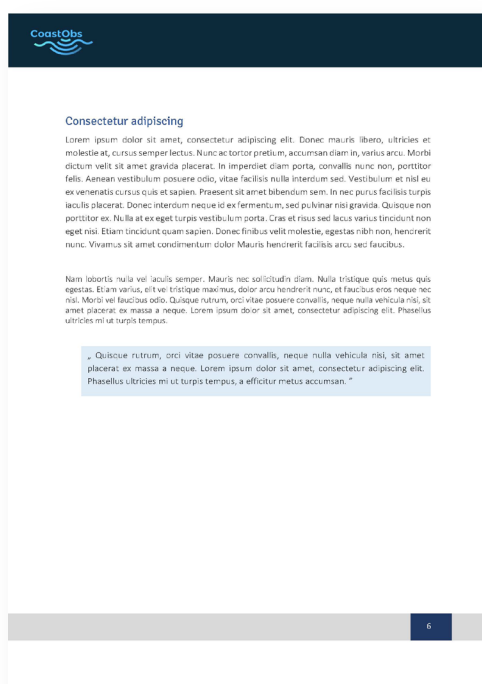 CoastObs
Consectetur adipiscing
Lorem ipsum dolor sit amet, consectetur adipiscing elit. Donec mauris libero, ultricies et
molestie at, cursus semper lectus. Nunc ac tortor pretium, accumsan diam in, varius arcu. Morbi
dictum velit sit amet gravida placerat. In imperdiet diam porta, convallis nunc non, porttitor
felis. Aenean vestibulum posuere odio, vitae facilisis nulla interdum sed. Vestibulum et nisl eu
ex venenatis cursus quis et sapien. Praesent sit amet bibendum sem. In nec purus facilisis turpis
iaculis placerat. Donec interdum neque id ex fermentum, sed pulvinar nisi gravida. Quisque non
porttitor ex. Nulla at ex eget turpis vestibulum porta. Cras et risus sed lacus varius tincidunt non
eget nisi. Etiam tincidunt quam sapien. Donec finibus velit molestie, egestas nibh non, hendrerit
nunc. Vivamus sit amet condimentum dolor Mauris hendrerit facilisis arcu sed faucibus.
Nam lobortis nulla vel iaculis semper. Mauris nec sollicitudin diam. Nulla tristique quis metus quis
egestas. Etiam varius, elit vel tristique maximus, dolor arcu hendrerit nunc, et faucibus eros neque nec
nisl. Morbi vel faucibus odio. Quisque rutrum, orci vitae posuere convallis, neque nulla vehicula nisi, sit
amet placerat ex massa a neque. Lorem ipsum dolor sit amet, consectetur adipiscing elit. Phasellus
ultricies mi ut turpis tempus.
„ Quisque rutrum, orci vitae posuere convallis, neque nulla vehicula nisi, sit amet
placerat ex massa a neque. Lorem ipsum dolor sit amet, consectetur adipiscing elit.
Phasellus ultricies mi ut turpis tempus, a efficitur metus accumsan. "
6